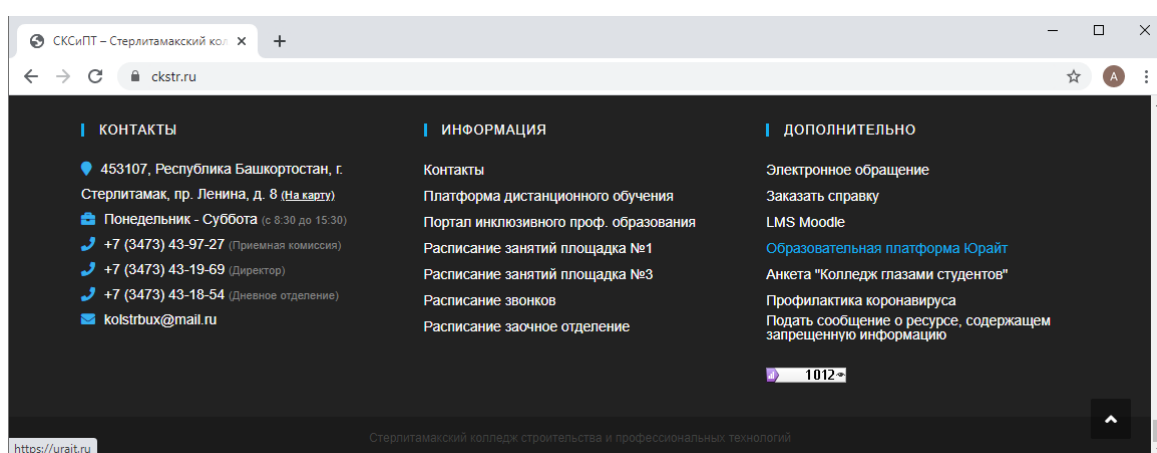 СКСиПТ – Стерлитамакский кол
ckstr.ru
A
КОНТАКТЫ
453107, Республика Башкортостан, г.
Стерлитамак, пр. Ленина, д. 8 (На карту)
Понедельник - Суббота (с 8:30 до 15:30)
+7 (3473) 43-97-27 (Приемная комиссия)
+7 (3473) 43-19-69 (Директор)
+7 (3473) 43-18-54 (Дневное отделение)
kolstrbux@mail.ru
ИНФОРМАЦИЯ
Контакты
Платформа дистанционного обучения
Портал инклюзивного проф. образования
Расписание занятий площадка №1
Расписание занятий площадка №3
Расписание звонков
Расписание заочное отделение
ДОПОЛНИТЕЛЬНО
Электронное обращение
Заказать справку
LMS Moodle
Образовательная платформа Юрайт
Анкета "Колледж глазами студентов"
Профилактика коронавируса
Подать сообщение о ресурсе, содержащем
запрещенную информацию
1012
Стерлитамакский колледж строительства и профессиональных технологий
https://urait.ru